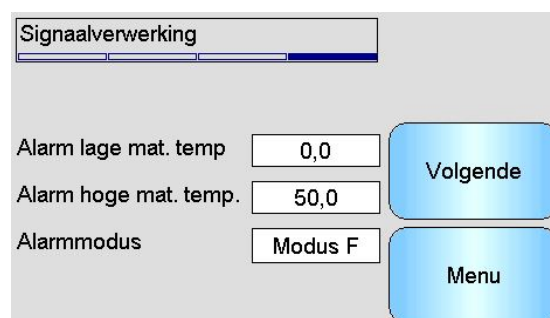 Signaalverwerking
Alarm lage mat. temp 0,0
Alarm hoge mat. temp. 50,0
Alarmmodus Modus F
Volgende
Menu